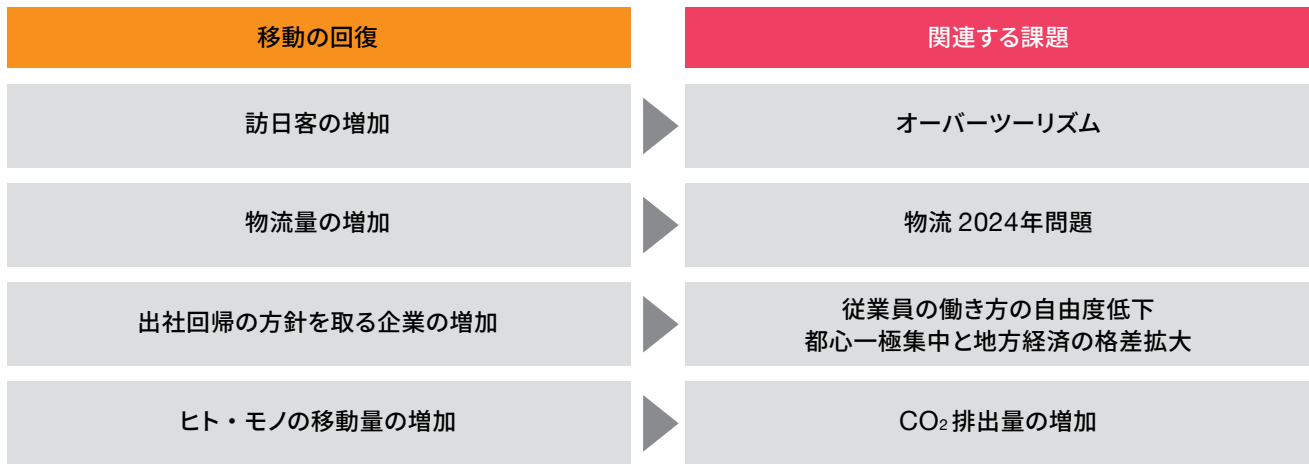 移動の回復
関連する課題
訪日客の増加
オーバーツーリズム
物流量の増加
物流 2024年問題
出社回帰の方針を取る企業の増加
従業員の働き方の自由度低下
都心一極集中と地方経済の格差拡大
ヒト・モノの移動量の増加
CO₂ 排出量の増加